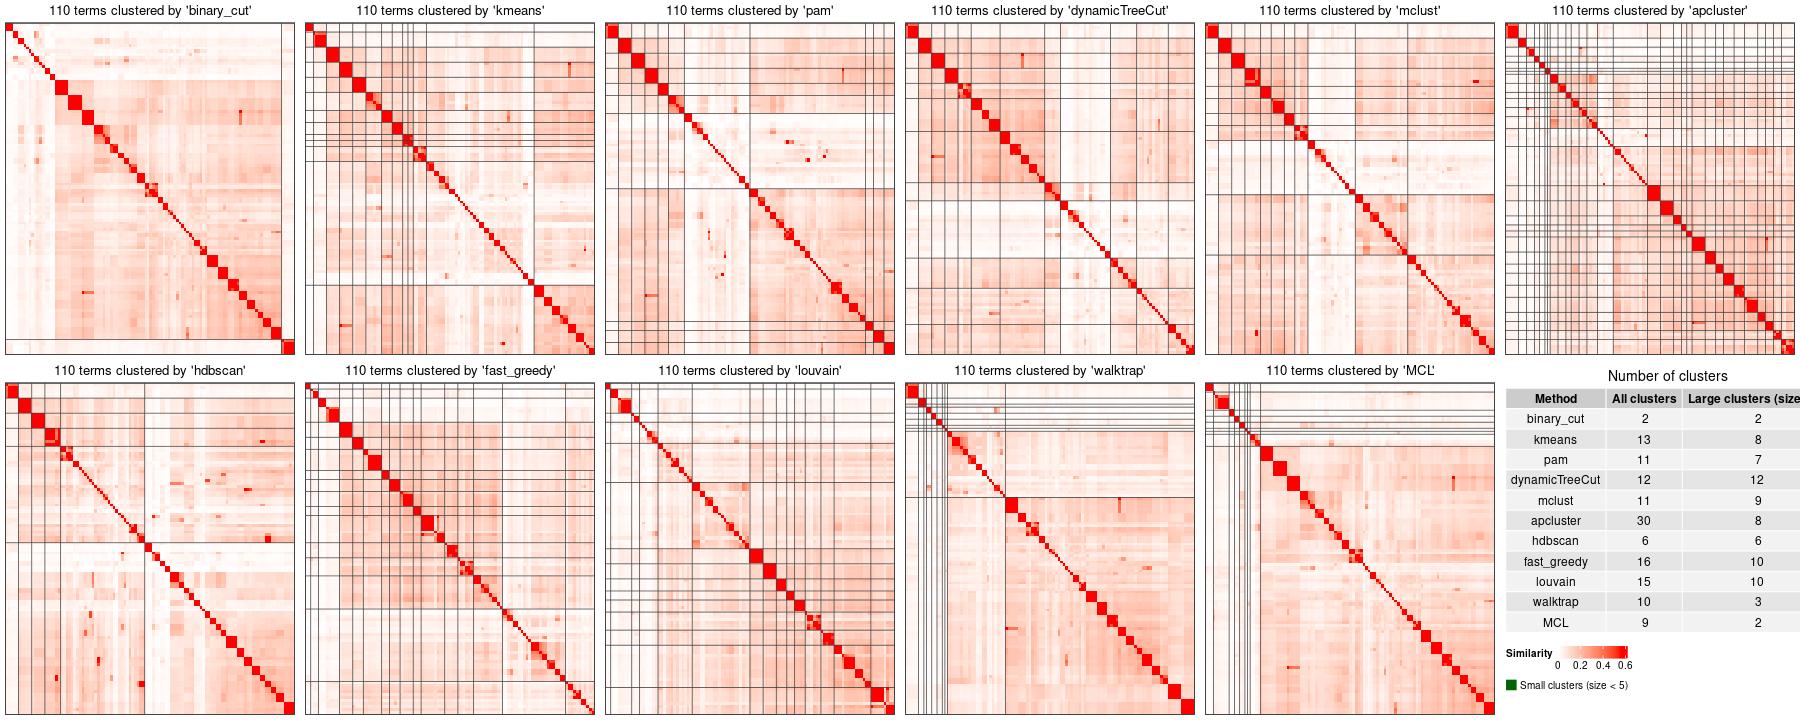 110 terms clustered by 'binary_cut'
110 terms clustered by 'kmeans'
110 terms clustered by 'pam'
110 terms clustered by 'dynamicTreeCut'
110 terms clustered by 'mclust'
110 terms clustered by 'apcluster'
110 terms clustered by 'hdbscan'
110 terms clustered by 'fast_greedy'
110 terms clustered by 'louvain'
110 terms clustered by 'walktrap'
110 terms clustered by 'MCL'
Number of clusters
Method All clusters Large clusters (size
binary_cut 2 2
kmeans 13 8
pam 11 7
dynamicTreeCut 12 12
mclust 11 9
apcluster 30 8
hdbscan 6 6
fast_greedy 16 10
louvain 15 10
walktrap 10 3
MCL 9 2
Similarity
0 0.2 0.4 0.6
Small clusters (size < 5)